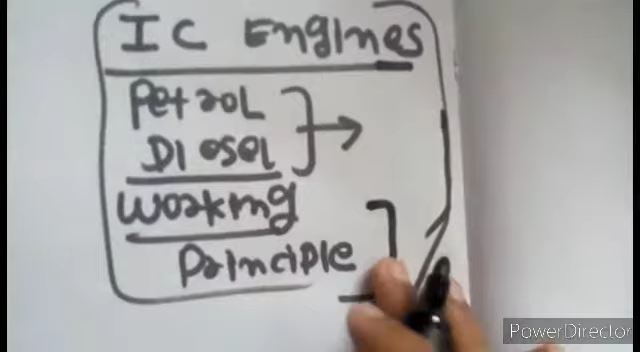 IC Engines
Petrol
Diesel
Working
Principle
PowerDirector